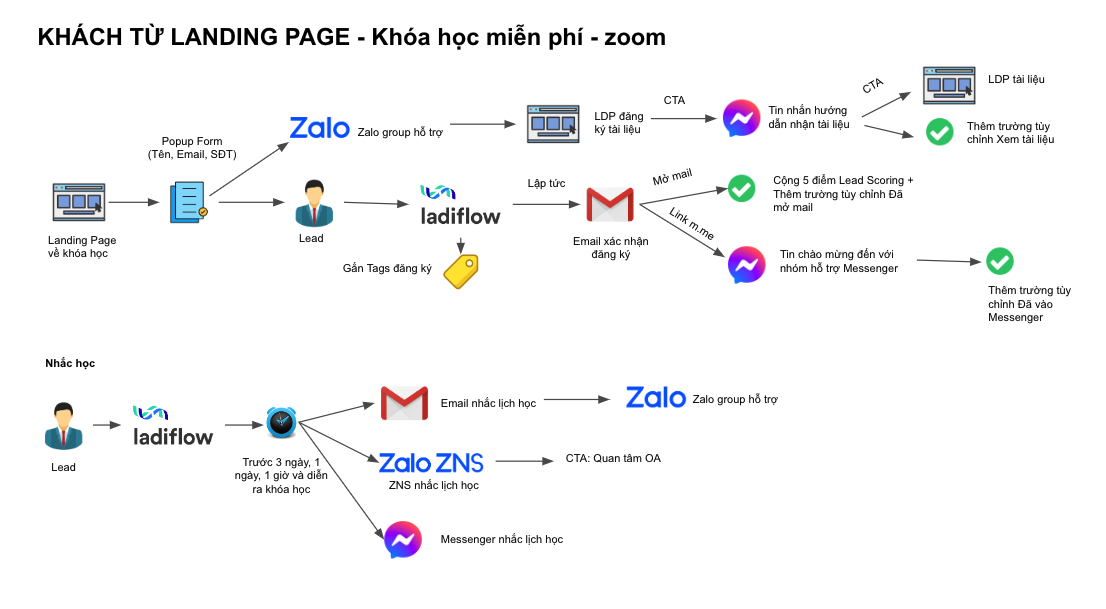 KHÁCH TỪ LANDING PAGE - Khóa học miễn phí - zoom
CTA
LDP tài liệu
CTA
Tin nhắn hướng
dẫn nhận tài liệu
Zalo
Zalo group hỗ trợ
LDP đăng
ký tài liệu
Thêm trường tùy
chỉnh Xem tài liệu
Popup Form
(Tên, Email, SĐT)
Landing Page
về khóa học
Lead
ladiflow
Gắn Tags đăng ký
Lập tức
Email xác nhận
đăng ký
Mở mail
Cộng 5 điểm Lead Scoring +
Thêm trường tùy chỉnh Đã
mở mail
Link m.me
Tin chào mừng đến với
nhóm hỗ trợ Messenger
Thêm trường tùy
chỉnh Đã vào
Messenger
Nhắc học
Lead
ladiflow
Trước 3 ngày, 1
ngày, 1 giờ và diễn
ra khóa học
Email nhắc lịch học
Zalo
Zalo group hỗ trợ
Zalo ZNS
ZNS nhắc lịch học
CTA: Quan tâm OA
Messenger nhắc lịch học